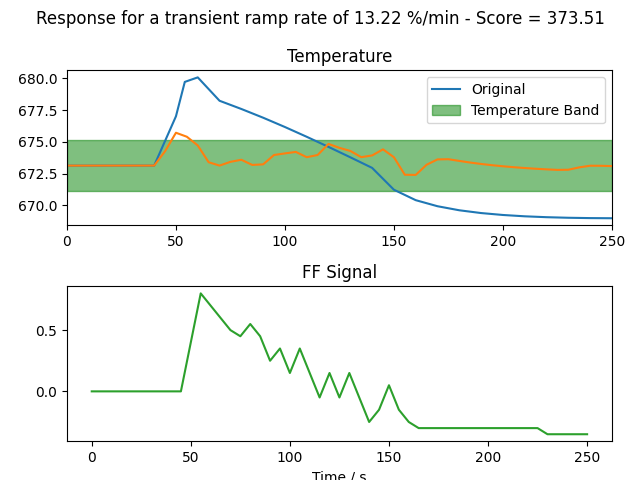 Response for a transient ramp rate of 13.22 %/min - Score = 373.51
Temperature
680.0
677.5
675.0
672.5
670.0
Original
Temperature Band
0 50 100 150 200 250
FF Signal
0.5
0.0
0 50 100 150 200 250
Time / s